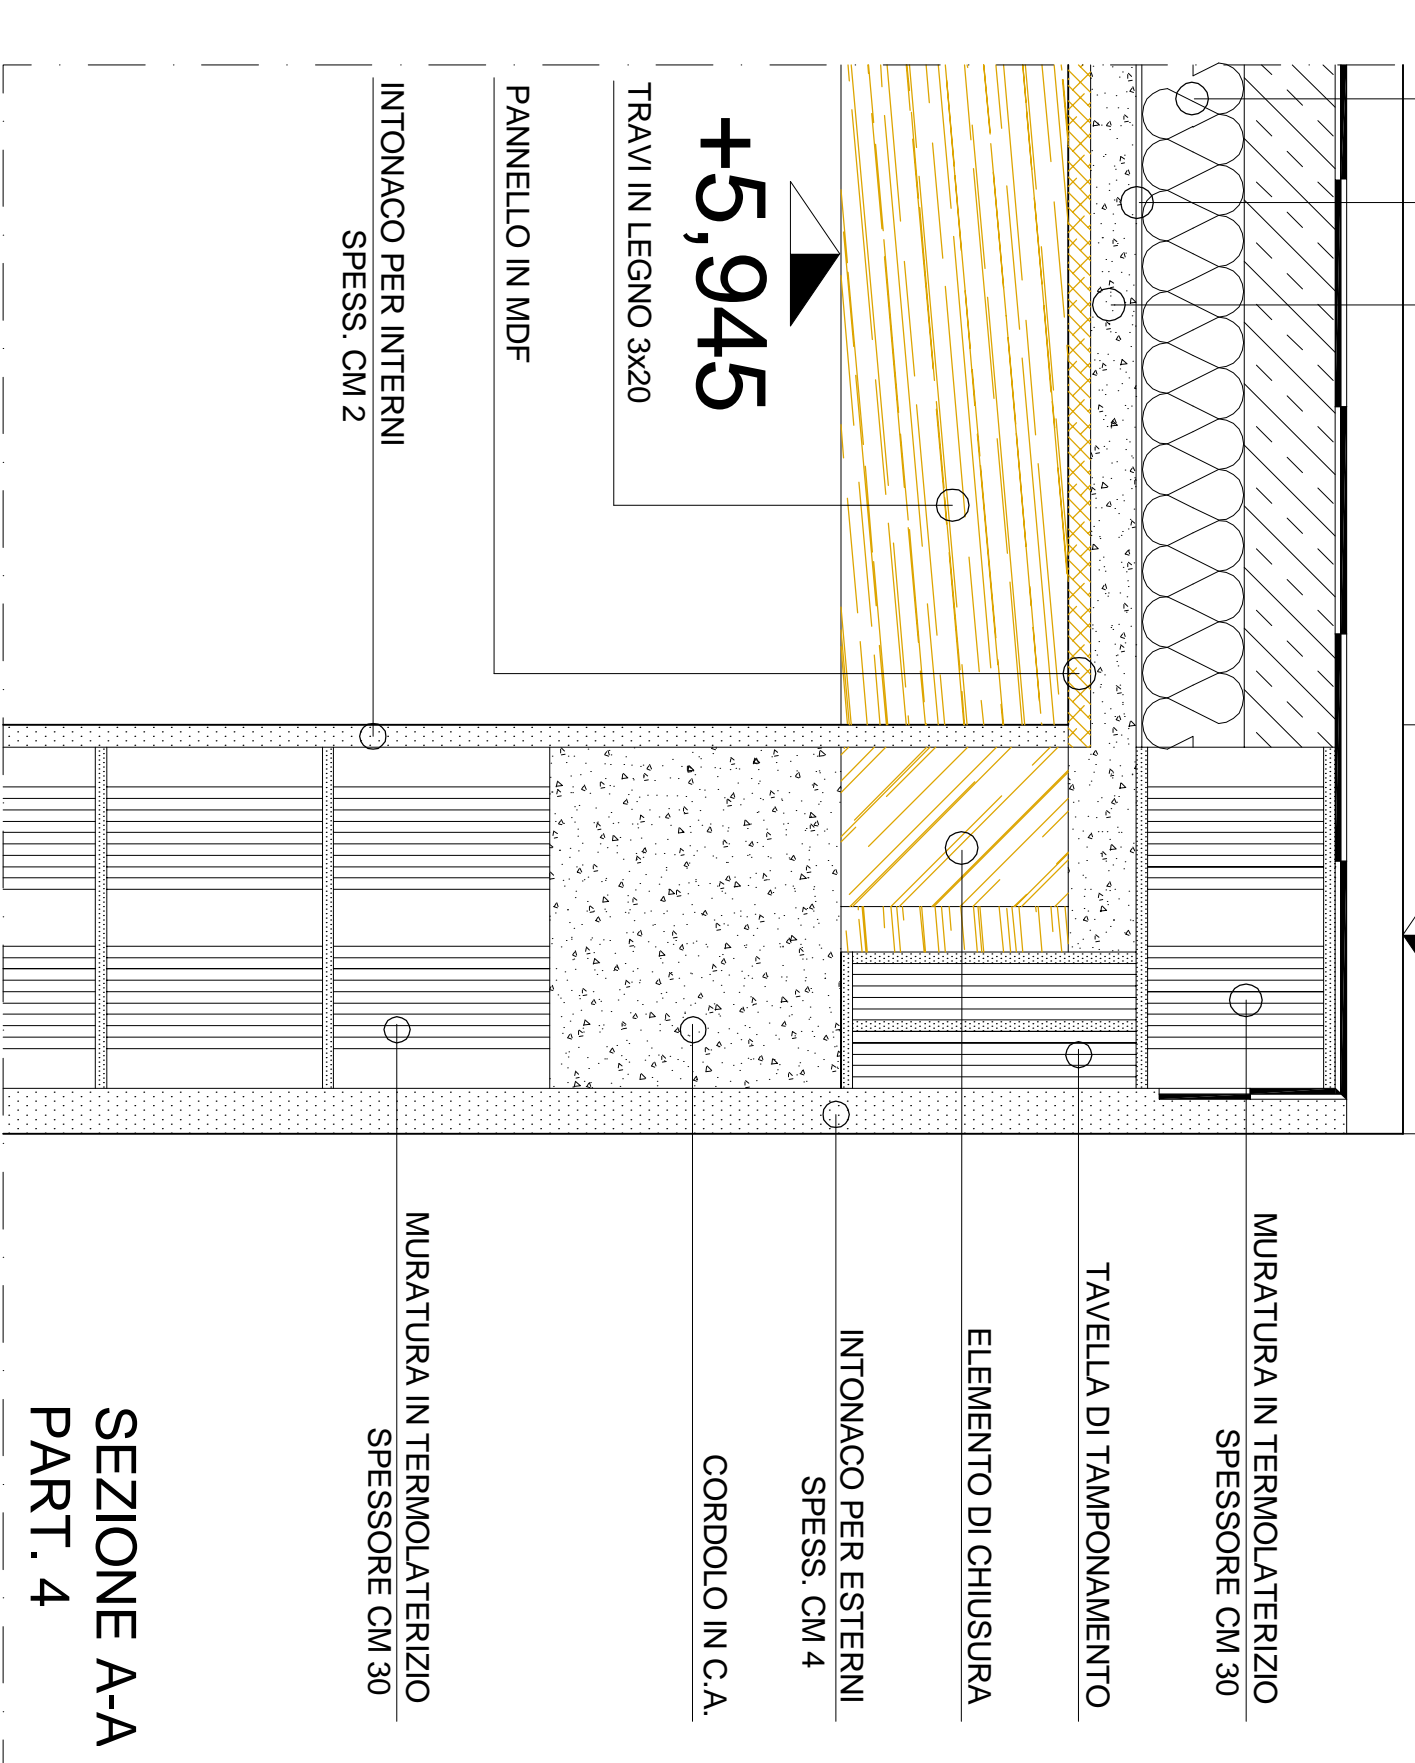 MURATURA IN TERMOLATERIZIO
SPESSORE CM 30
TAVELLA DI TAMPONAMENTO
ELEMENTO DI CHIUSURA
INTONACO PER ESTERNI
SPESS. CM 4
+5,945
CORDOLO IN C.A.
TRAVI IN LEGNO 3x20
PANNELLO IN MDF
INTONACO PER INTERNI
SPESS. CM 2
MURATURA IN TERMOLATERIZIO
SPESSORE CM 30
SEZIONE A-A
PART. 4